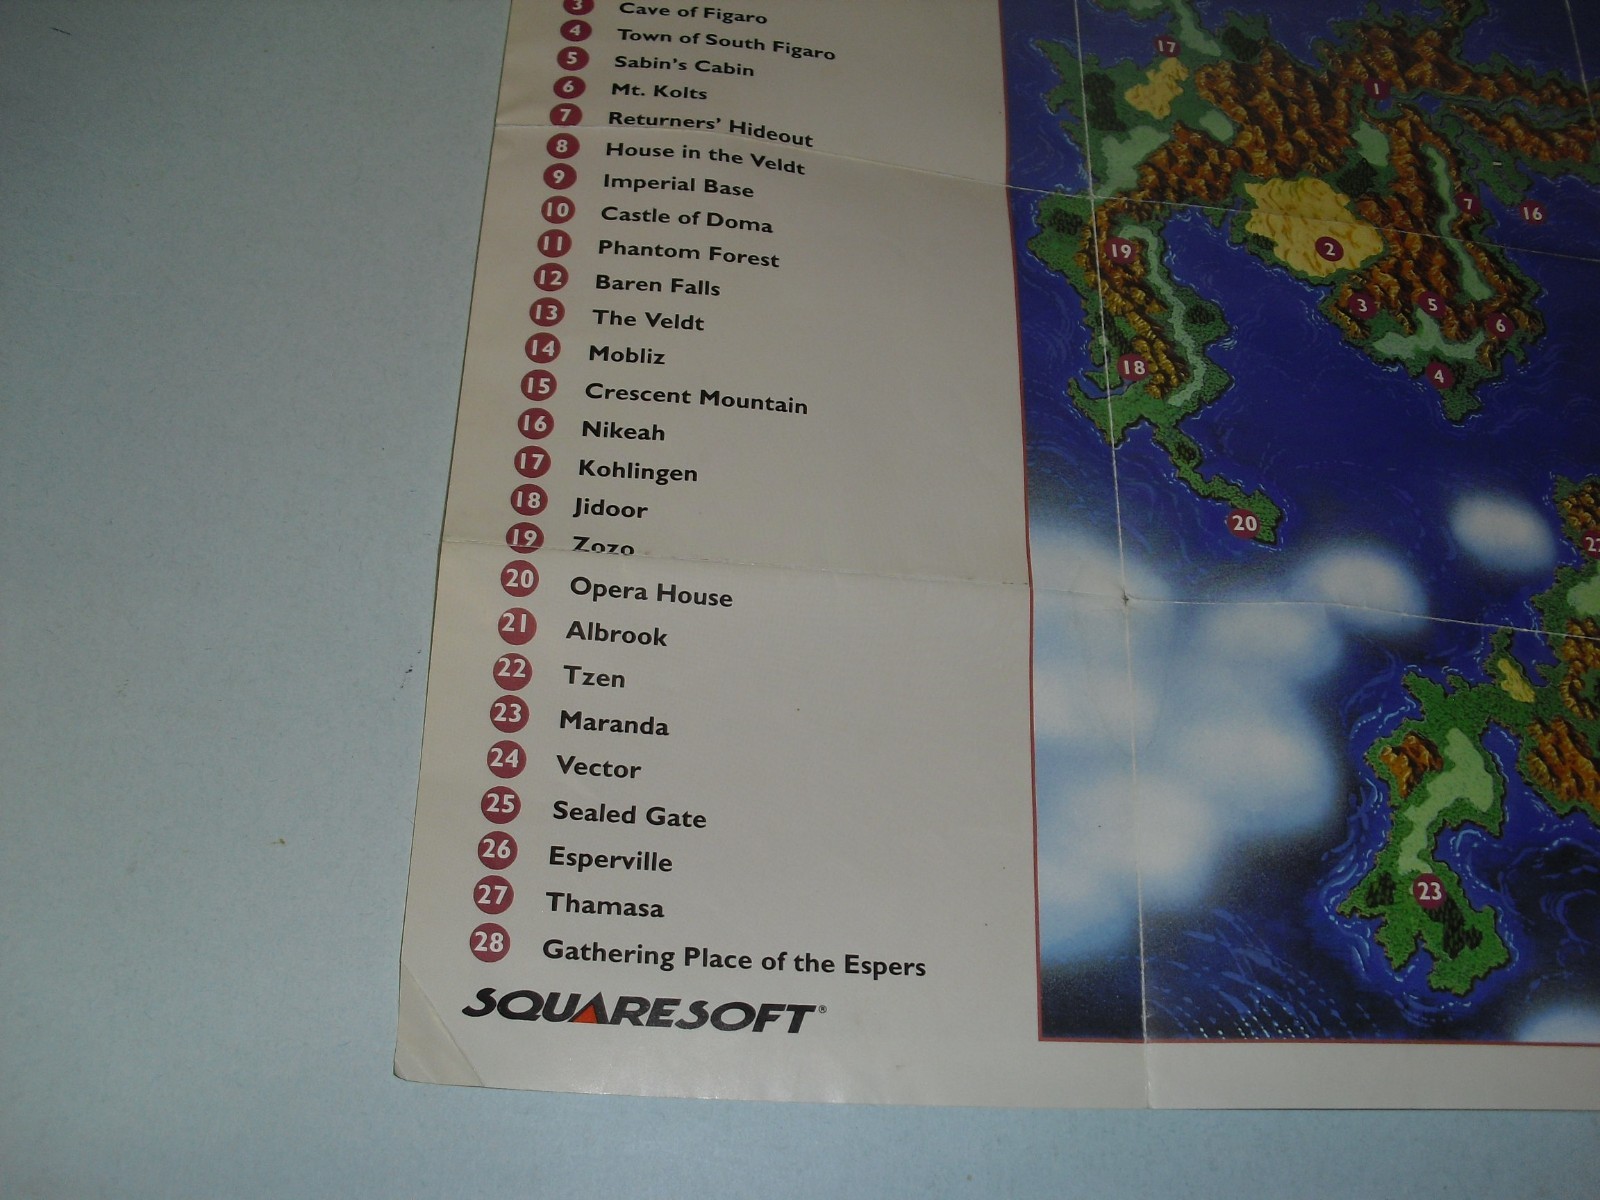 3 Cave of Figaro
4 Town of South Figaro
5 Sabin's Cabin
6 Mt. Kolts
7 Returners' Hideout
8 House in the Veldt
9 Imperial Base
10 Castle of Doma
11 Phantom Forest
12 Baren Falls
13 The Veldt
14 Mobliz
15 Crescent Mountain
16 Nikeah
17 Kohlingen
18 Jidoor
19 Zozo
20 Opera House
21 Albrook
22 Tzen
23 Maranda
24 Vector
25 Sealed Gate
26 Esperville
27 Thamasa
28 Gathering Place of the Espers
SQUARESOFT®
17
1
7
16
19
2
3
5
6
18
4
20
23